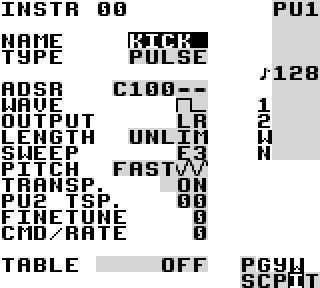 INSTR 00 PU1
NAME KICK
TYPE PULSE
♪128
ADSR C100--
WAVE 1
OUTPUT LR 2
LENGTH UNLIM W
SWEEP F3 N
PITCH FAST
TRANSP. ON
PU2 TSP. 00
FINETUNE 0
CMD/RATE 0
TABLE OFF PGYW
SCPIT